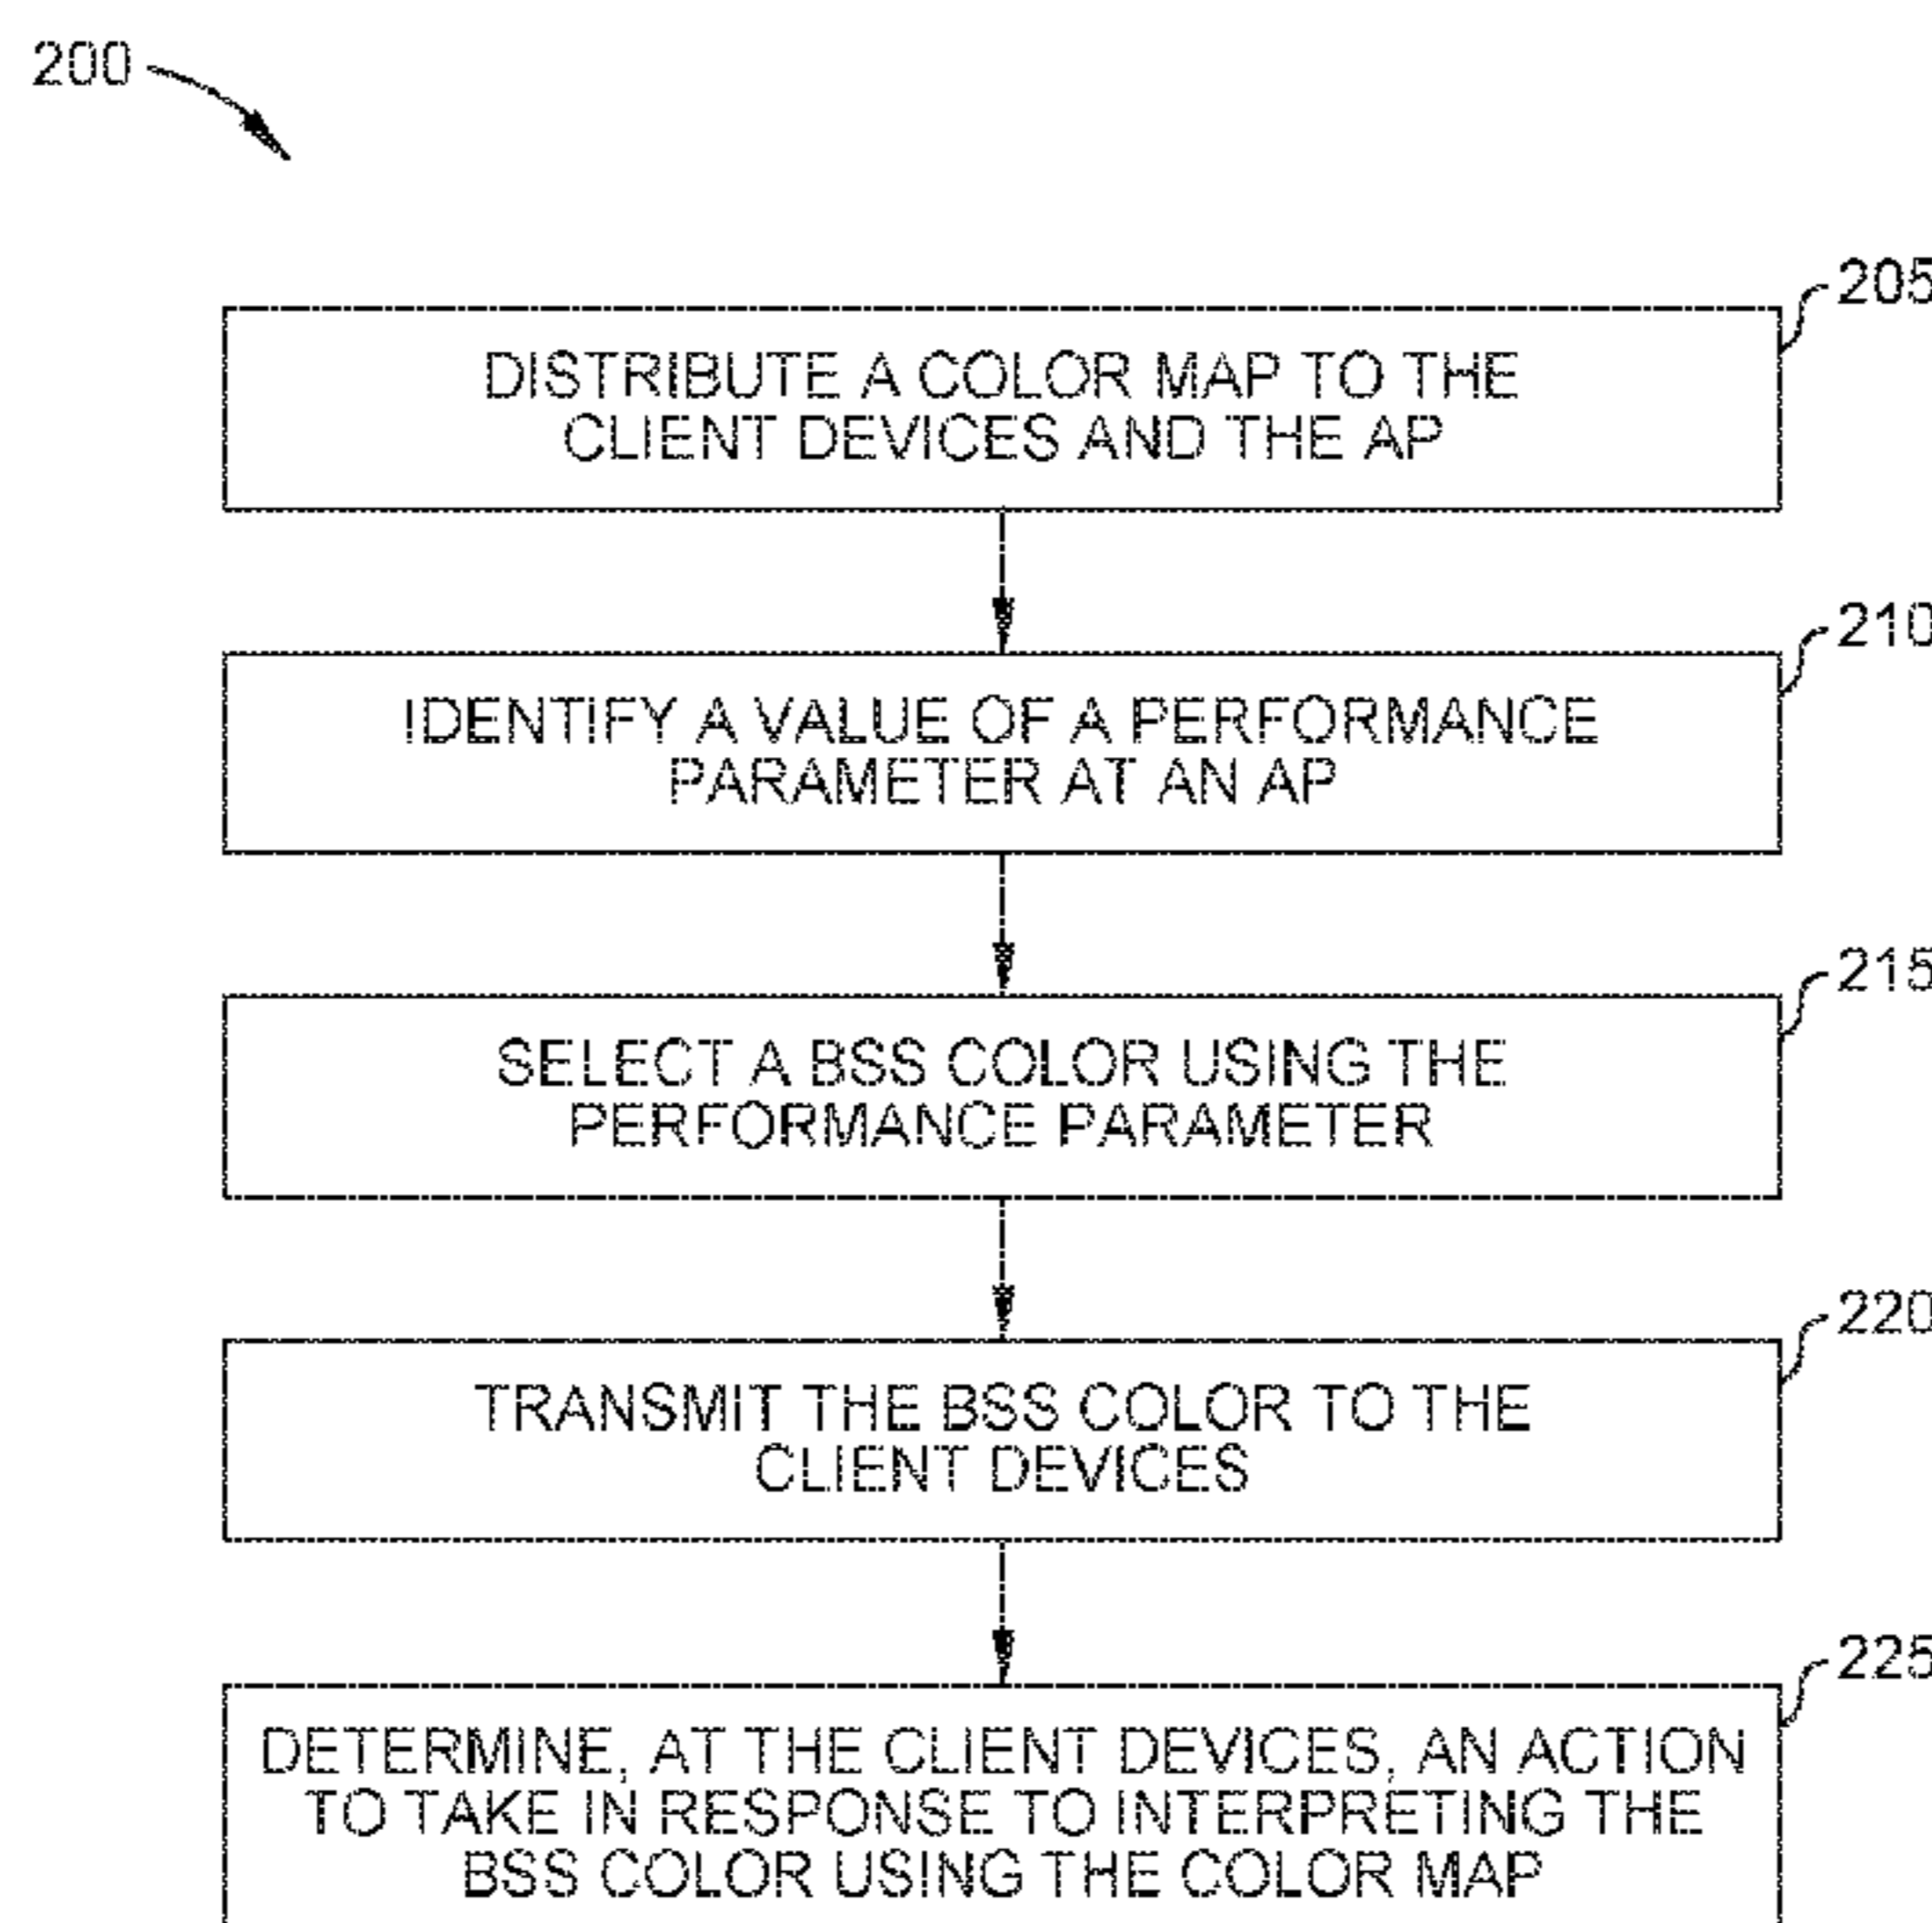 200
205
DISTRIBUTE A COLOR MAP TO THE
CLIENT DEVICES AND THE AP
210
IDENTIFY A VALUE OF A PERFORMANCE
PARAMETER AT AN AP
215
SELECT A BSS COLOR USING THE
PERFORMANCE PARAMETER
220
TRANSMIT THE BSS COLOR TO THE
CLIENT DEVICES
225
DETERMINE, AT THE CLIENT DEVICES, AN ACTION
TO TAKE IN RESPONSE TO INTERPRETING THE
BSS COLOR USING THE COLOR MAP